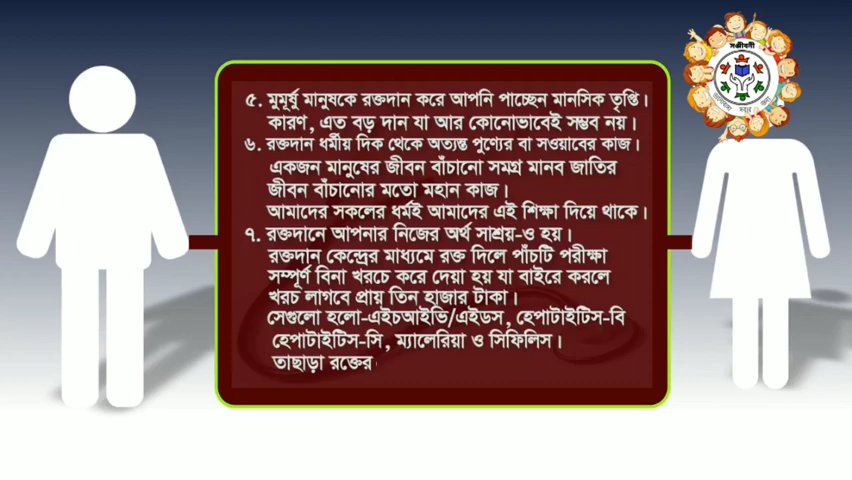 সঞ্জীবনী
৫. মুমূর্ষু মানুষকে রক্তদান করে আপনি পাচ্ছেন মানসিক তৃপ্তি।
কারণ, এত বড় দান যা আর কোনোভাবেই সম্ভব নয়।
৬. রক্তদান ধর্মীয় দিক থেকে অত্যন্ত পুণ্যের বা সওয়াবের কাজ।
একজন মানুষের জীবন বাঁচানো সমগ্র মানব জাতির
জীবন বাঁচানোর মতো মহান কাজ।
আমাদের সকলের ধর্মই আমাদের এই শিক্ষা দিয়ে থাকে।
৭. রক্তদানে আপনার নিজের অর্থ সাশ্রয়-ও হয়।
রক্তদান কেন্দ্রের মাধ্যমে রক্ত দিলে পাঁচটি পরীক্ষা
সম্পূর্ণ বিনা খরচে করে দেয়া হয় যা বাইরে করলে
খরচ লাগবে প্রায় তিন হাজার টাকা।
সেগুলো হলো-এইচআইভি/এইডস, হেপাটাইটিস-বি
হেপাটাইটিস-সি, ম্যালেরিয়া ও সিফিলিস।
তাছাড়া রক্তের